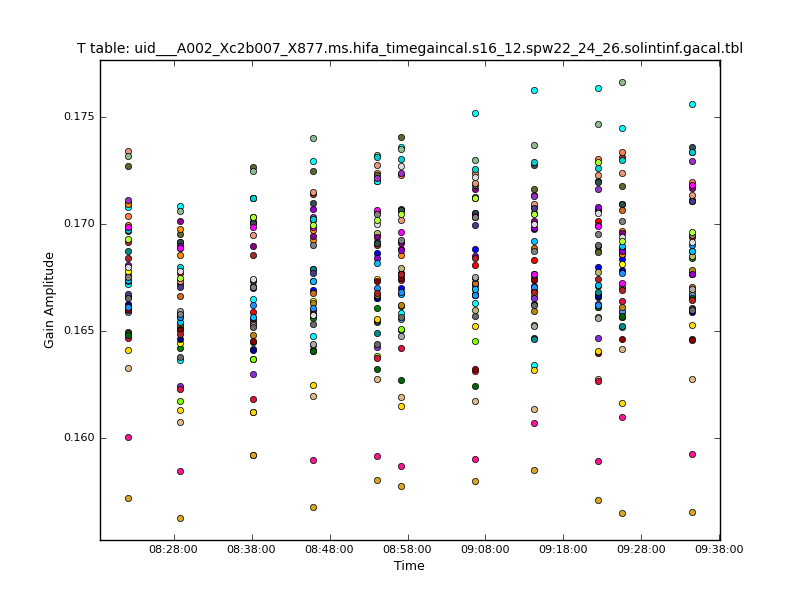 T table: uid___A002_Xc2b007_X877.ms.hifa_timegaincal.s16_12.spw22_24_26.solintinf.gacal.tbl
Gain Amplitude
0.175
0.170
0.165
0.160
08:28:00 08:38:00 08:48:00 08:58:00 09:08:00 09:18:00 09:28:00 09:38:00
Time